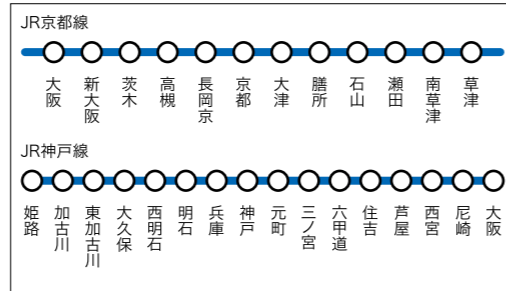 JR京都線
大阪
新大阪
茨木
高槻
長岡京
京都
大津
膳所
石山
瀬田
南草津
草津
JR神戸線
姫路
加古川
東加古川
大久保
西明石
明石
兵庫
神戸
元町
三ノ宮
六甲道
住吉
芦屋
西宮
尼崎
大阪